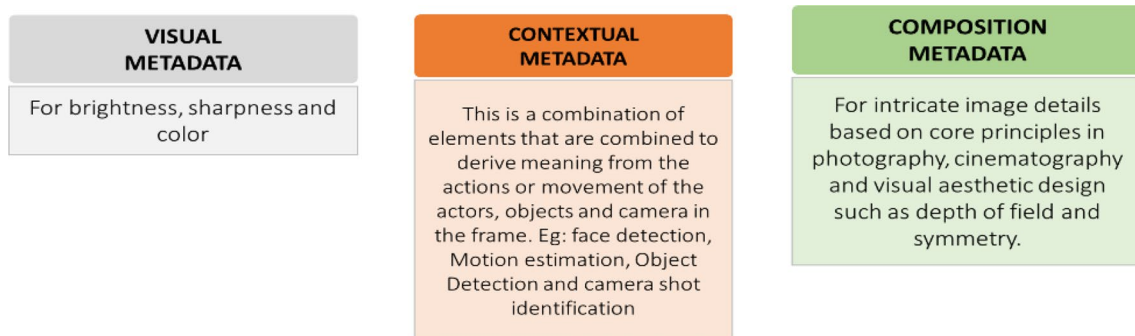 VISUAL
METADATA
For brightness, sharpness and
color
CONTEXTUAL
METADATA
This is a combination of
elements that are combined to
derive meaning from the
actions or movement of the
actors, objects and camera in
the frame. Eg: face detection,
Motion estimation, Object
Detection and camera shot
identification
COMPOSITION
METADATA
For intricate image details
based on core principles in
photography, cinematography
and visual aesthetic design
such as depth of field and
symmetry.